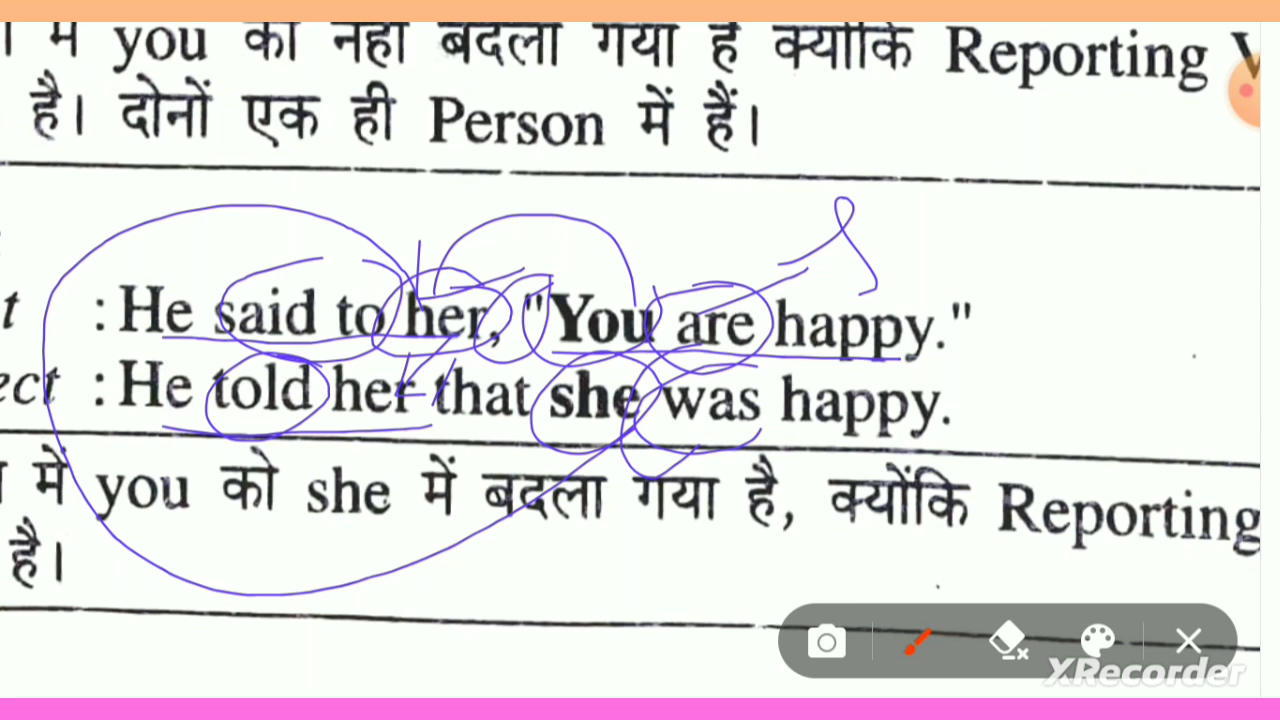 में you को नहीं बदला गया है क्योंकि Reporting V
है। दोनों एक ही Person में हैं।
t : He said to her, "You are happy."
ect : He told her that she was happy.
में you को she में बदला गया है, क्योंकि Reporting
है।
XRecorder